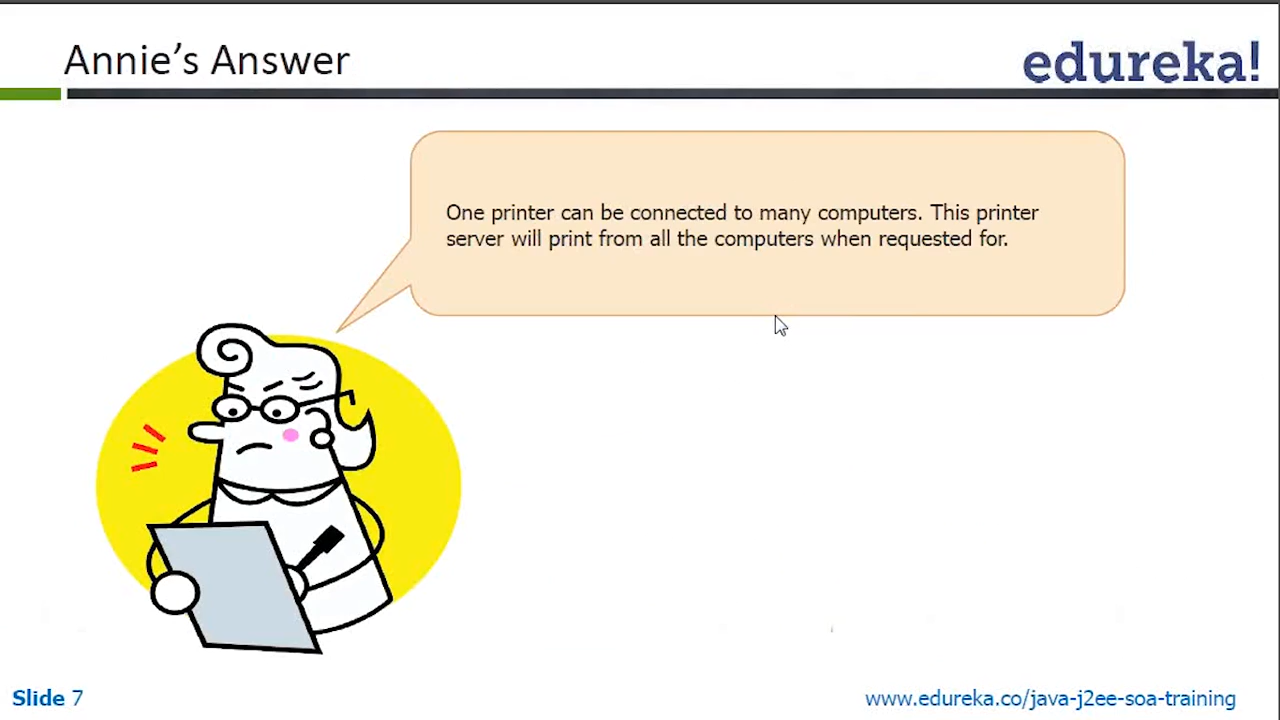 Annie’s Answer
edureka!
One printer can be connected to many computers. This printer
server will print from all the computers when requested for.
Slide 7
www.edureka.co/java-j2ee-soa-training